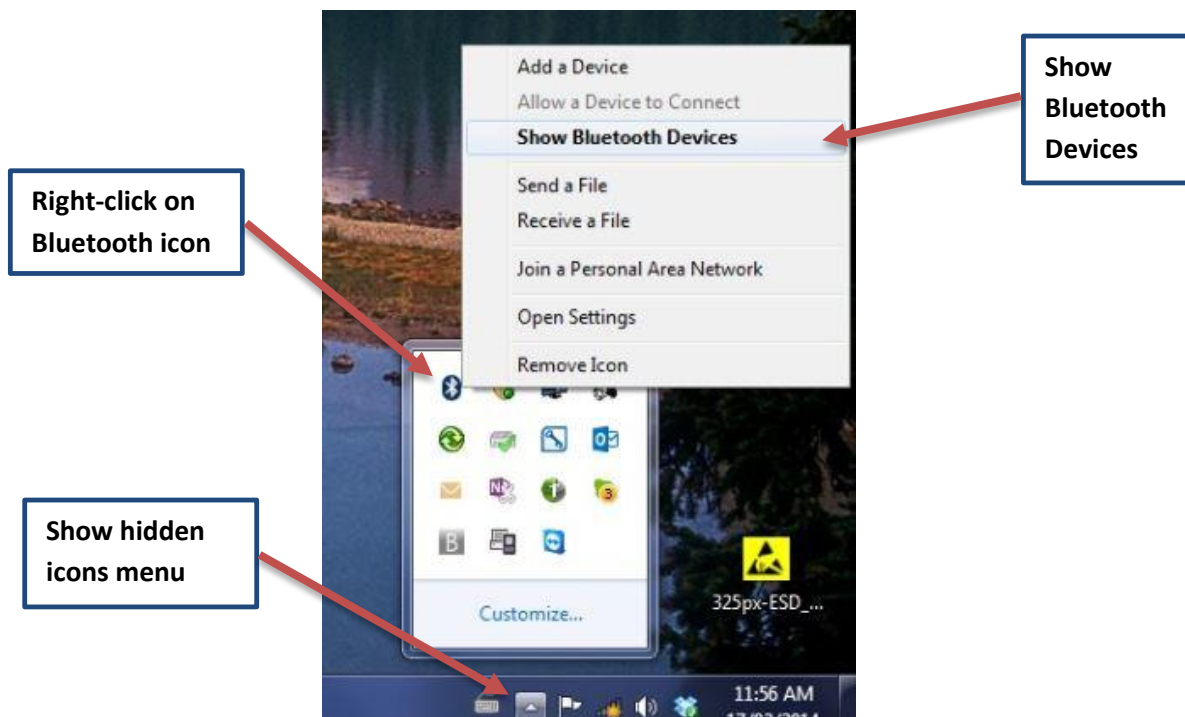 Add a Device
Allow a Device to Connect
Show Bluetooth Devices
Send a File
Receive a File
Join a Personal Area Network
Open Settings
Remove Icon
Show
Bluetooth
Devices
Right-click on
Bluetooth icon
Show hidden
icons menu
B
3
Customize...
325px-ESD_...
11:56 AM